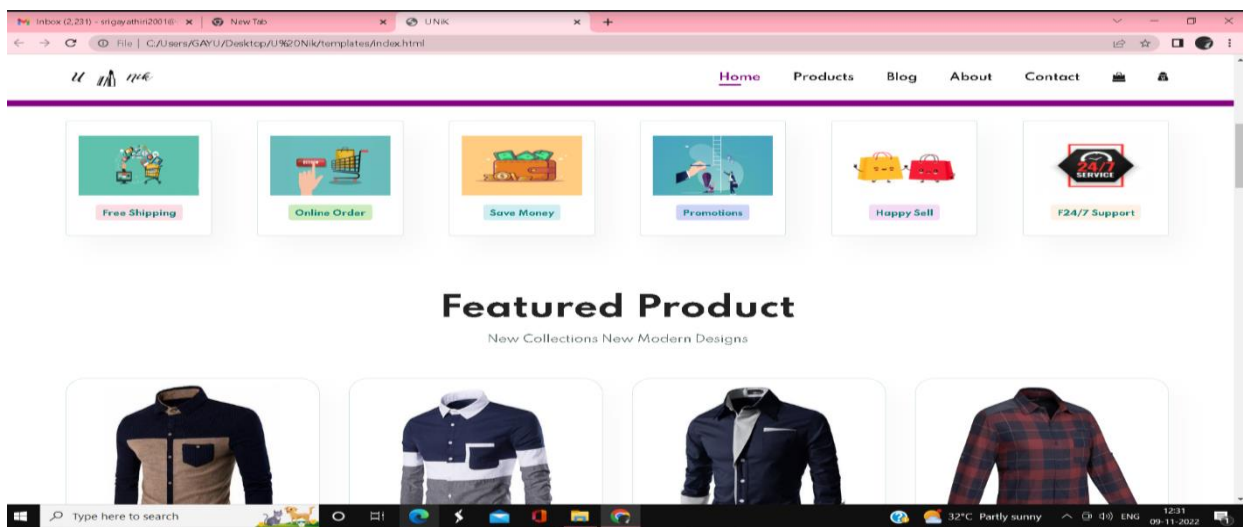 Inbox (2,231) - srigayathiri2001@ New Tab UNIK
File | C:/Users/GAYU/Desktop/U%20Nik/templates/index.html
U nik Home Products Blog About Contact
24/7
SERVICE
Free Shipping Online Order Save Money Promotions Happy Sell F24/7 Support
Featured Product
New Collections New Modern Designs
Type here to search 32°C Partly sunny ENG 12:31
09-11-2022